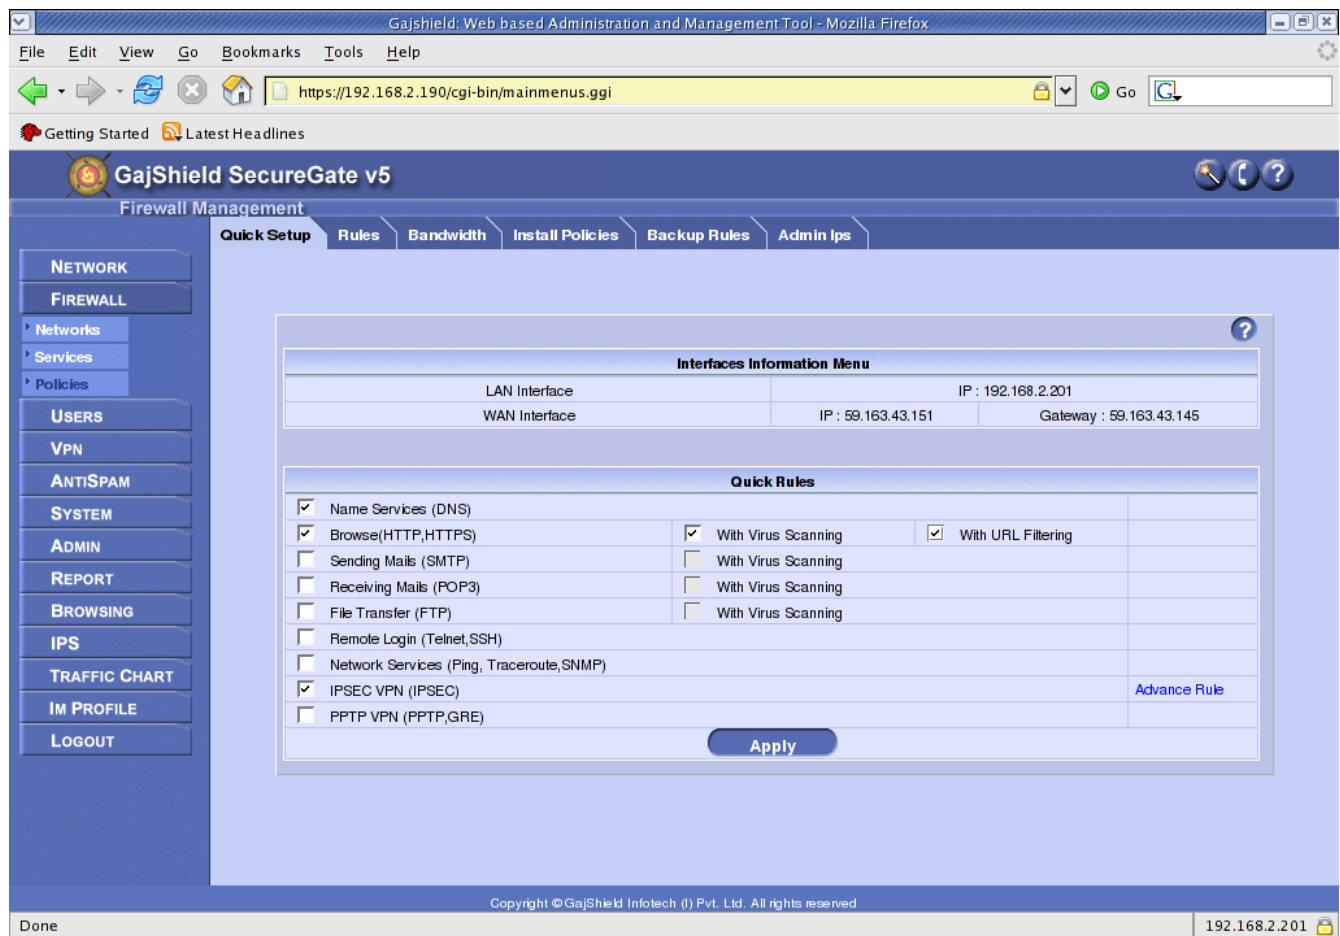 Gajshield: Web based Administration and Management Tool - Mozilla Firefox
File Edit View Go Bookmarks Tools Help
https://192.168.2.190/cgi-bin/mainmenus.ggi Go G
Getting Started Latest Headlines
GajShield SecureGate v5
Firewall Management
Quick Setup Rules Bandwidth Install Policies Backup Rules Admin Ips
NETWORK
FIREWALL
Networks
Services
Policies
USERS
VPN
ANTISPAM
SYSTEM
ADMIN
REPORT
BROWSING
IPS
TRAFFIC CHART
IM PROFILE
LOGOUT
?
?
Interfaces Information Menu
LAN Interface IP : 192.168.2.201
WAN Interface IP : 59.163.43.151 Gateway : 59.163.43.145
Quick Rules
Name Services (DNS)
Browse(HTTP,HTTPS) With Virus Scanning With URL Filtering
Sending Mails (SMTP) With Virus Scanning
Receiving Mails (POP3) With Virus Scanning
File Transfer (FTP) With Virus Scanning
Remote Login (Telnet,SSH)
Network Services (Ping, Traceroute,SNMP)
IPSEC VPN (IPSEC) Advance Rule
PPTP VPN (PPTP,GRE)
Apply
Copyright © GajShield Infotech (I) Pvt. Ltd. All rights reserved
Done 192.168.2.201